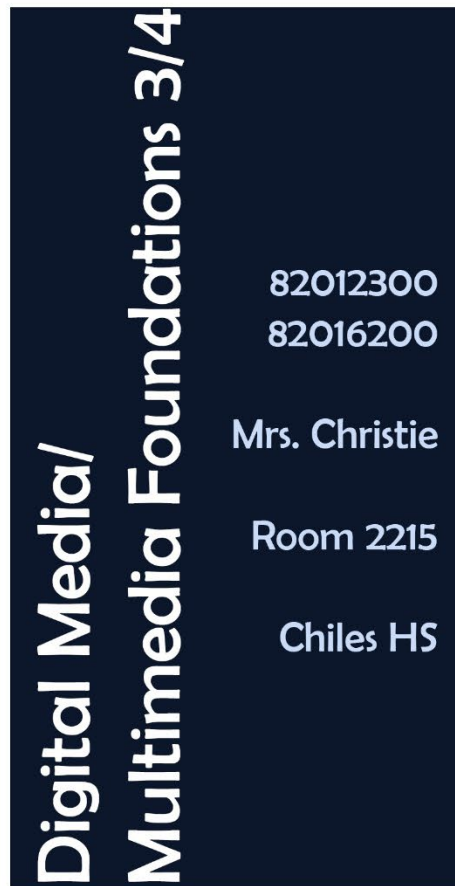 Digital Media/
Multimedia Foundations 3/4
82012300
82016200
Mrs. Christie
Room 2215
Chiles HS